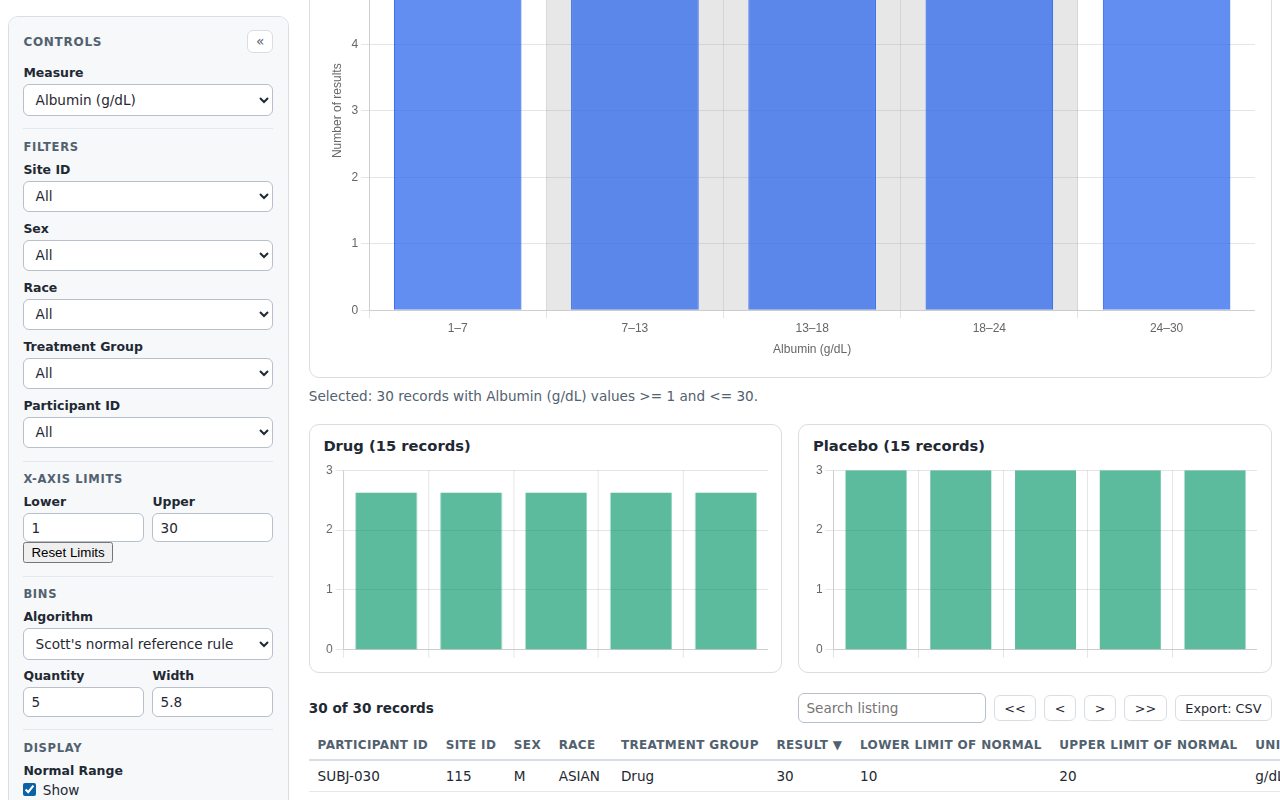 CONTROLS
«
Measure
Albumin (g/dL)
FILTERS
Site ID
All
Sex
All
Race
All
Treatment Group
All
Participant ID
All
X-AXIS LIMITS
Lower Upper
1 30
Reset Limits
BINS
Algorithm
Scott's normal reference rule
Quantity Width
5 5.8
DISPLAY
Normal Range
Show
Number of results
4
3
2
1
0
1–7 7–13 13–18 18–24 24–30
Albumin (g/dL)
Selected: 30 records with Albumin (g/dL) values >= 1 and <= 30.
Drug (15 records)
3
2
1
0
Placebo (15 records)
3
2
1
0
30 of 30 records
Search listing << < > >> Export: CSV
PARTICIPANT ID SITE ID SEX RACE TREATMENT GROUP RESULT ▼ LOWER LIMIT OF NORMAL UPPER LIMIT OF NORMAL UNI
SUBJ-030 115 M ASIAN Drug 30 10 20 g/dL